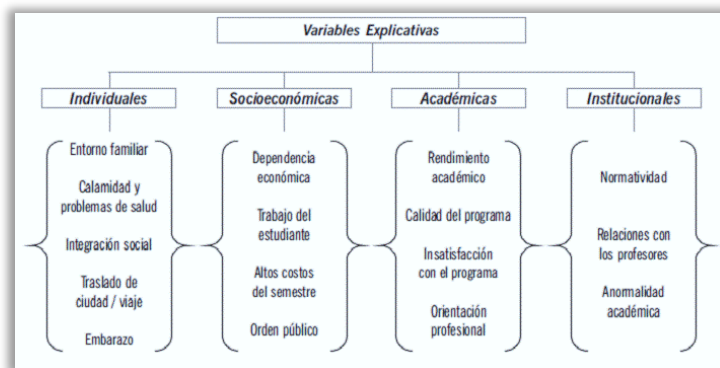 Variables Explicativas
Individuales
Socioeconómicas
Académicas
Institucionales
Entorno familiar
Calamidad y
problemas de salud
Integración social
Traslado de
ciudad / viaje
Embarazo
Dependencia
económica
Trabajo del
estudiante
Altos costos
del semestre
Orden público
Rendimiento
académico
Calidad del programa
Insatisfacción
con el programa
Orientación
profesional
Normatividad
Relaciones con
los profesores
Anormalidad
académica